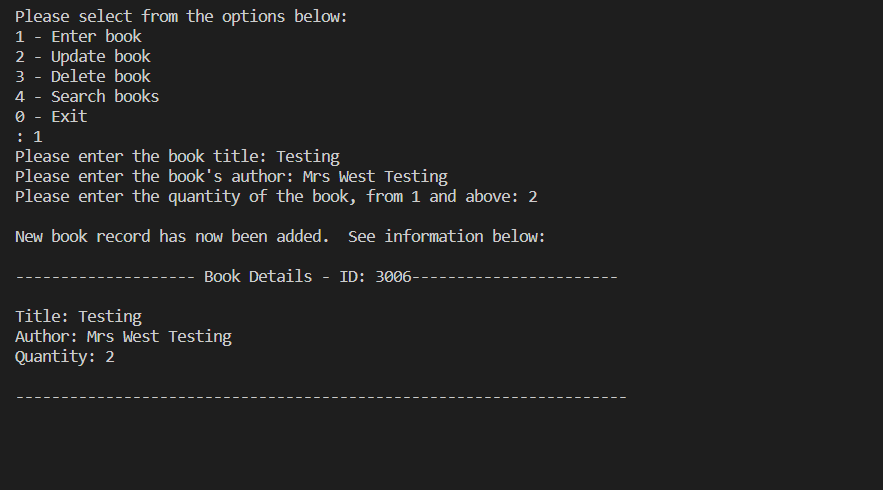 Please select from the options below:
1 - Enter book
2 - Update book
3 - Delete book
4 - Search books
0 - Exit
: 1
Please enter the book title: Testing
Please enter the book's author: Mrs West Testing
Please enter the quantity of the book, from 1 and above: 2
New book record has now been added.  See information below:
-------------------- Book Details - ID: 3006-----------------------
Title: Testing
Author: Mrs West Testing
Quantity: 2
--------------------------------------------------------------------